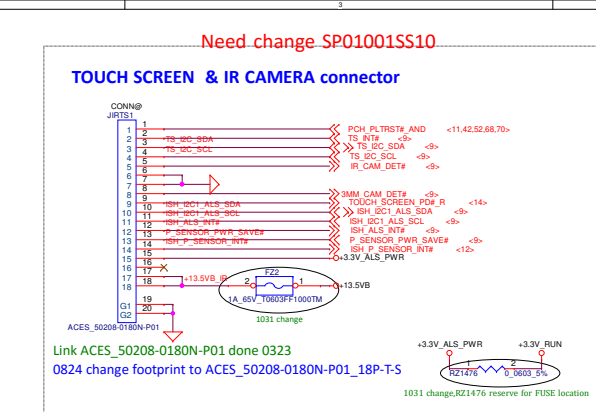 3
Need change SP01001SS10
TOUCH SCREEN & IR CAMERA connector
CONN@
JIRTS1
1 1 PCH_PLTRST#_AND <11,42,52,68,70>
2 2 TS_INT# <9>
3 3 TS_I2C_SDA TS_I2C_SDA <9>
4 4 TS_I2C_SCL TS_I2C_SCL <9>
5 5 IR_CAM_DET# <9>
6 6
7 7
8 8 3MM_CAM_DET# <9>
9 9 TOUCH_SCREEN_PD#_R <14>
10 10 ISH_I2C1_ALS_SDA ISH_I2C1_ALS_SDA <9>
11 11 ISH_I2C1_ALS_SCL ISH_I2C1_ALS_SCL <9>
12 12 ISH_ALS_INT# ISH_ALS_INT# <9>
13 13 P_SENSOR_PWR_SAVE# P_SENSOR_PWR_SAVE# <9>
14 14 ISH_P_SENSOR_INT# ISH_P_SENSOR_INT# <12>
15 15 +3.3V_ALS_PWR
16 16
17 17 +13.5VB_IR FZ2
18 18 2 1 +13.5VB
G1 19 1A_65V_T0603FF1000TM
G2 20 1031 change
ACES_50208-0180N-P01
Link ACES_50208-0180N-P01 done 0323
0824 change footprint to ACES_50208-0180N-P01_18P-T-S
+3.3V_ALS_PWR +3.3V_RUN
1 2
RZ1476 0_0603_5%
1031 change,RZ1476 reserve for FUSE location